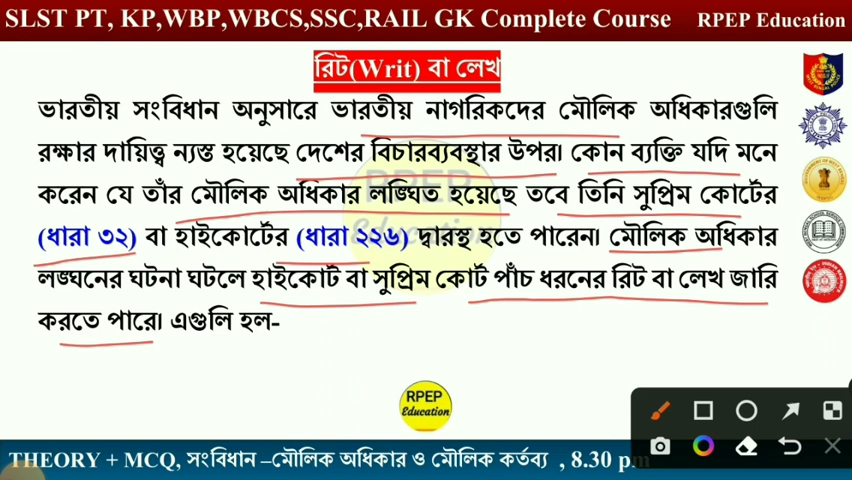 SLST PT, KP,WBP,WBCS,SSC,RAIL GK Complete Course RPEP Education
রিট(Writ) বা লেখ
ভারতীয় সংবিধান অনুসারে ভারতীয় নাগরিকদের মৌলিক অধিকারগুলি
রক্ষার দায়িত্ব ন্যস্ত হয়েছে দেশের বিচারব্যবস্থার উপর। কোন ব্যক্তি যদি মনে
করেন যে তাঁর মৌলিক অধিকার লঙ্ঘিত হয়েছে তবে তিনি সুপ্রিম কোর্টের
(ধারা ৩২) বা হাইকোর্টের (ধারা ২২৬) দ্বারস্থ হতে পারেন। মৌলিক অধিকার
লঙ্ঘনের ঘটনা ঘটলে হাইকোর্ট বা সুপ্রিম কোর্ট পাঁচ ধরনের রিট বা লেখ জারি
করতে পারে। এগুলি হল-
RPEP
Education
THEORY + MCQ, সংবিধান –মৌলিক অধিকার ও মৌলিক কর্তব্য , 8.30 pm